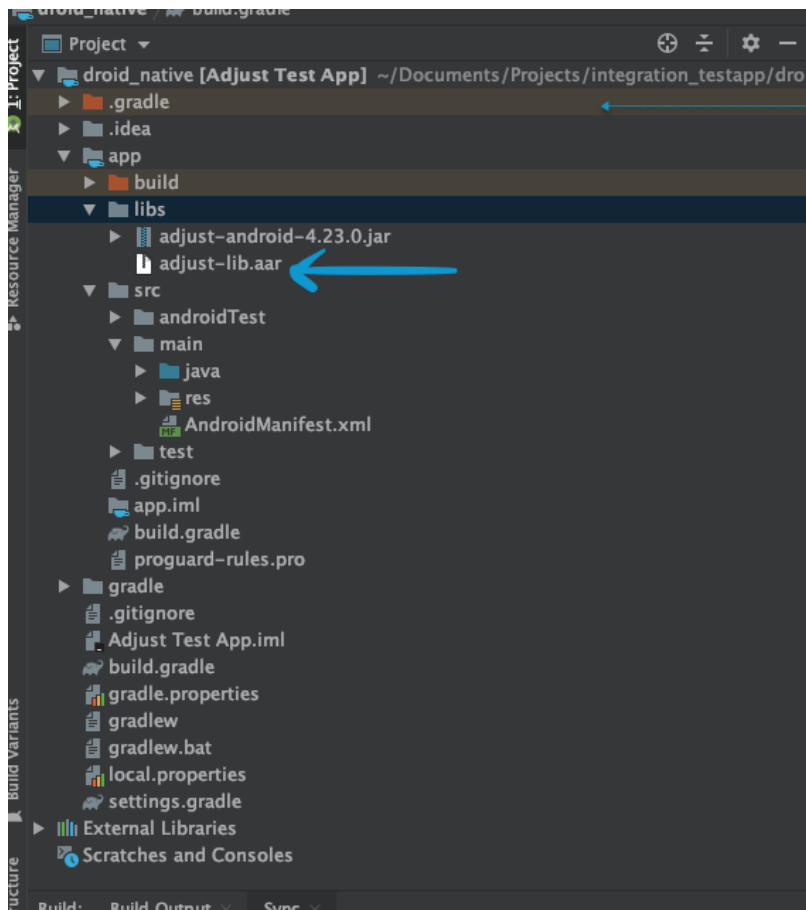 droid_native build.gradle
Project
droid_native [Adjust Test App] ~/Documents/Projects/integration_testapp/dro
.gradle
.idea
app
build
libs
adjust-android-4.23.0.jar
adjust-lib.aar
src
androidTest
main
java
res
AndroidManifest.xml
test
.gitignore
app.iml
build.gradle
proguard-rules.pro
gradle
.gitignore
Adjust Test App.iml
build.gradle
gradle.properties
gradlew
gradlew.bat
local.properties
settings.gradle
External Libraries
Scratches and Consoles
Build: Build Output Sync
1: Project
Resource Manager
Build Variants
ructure